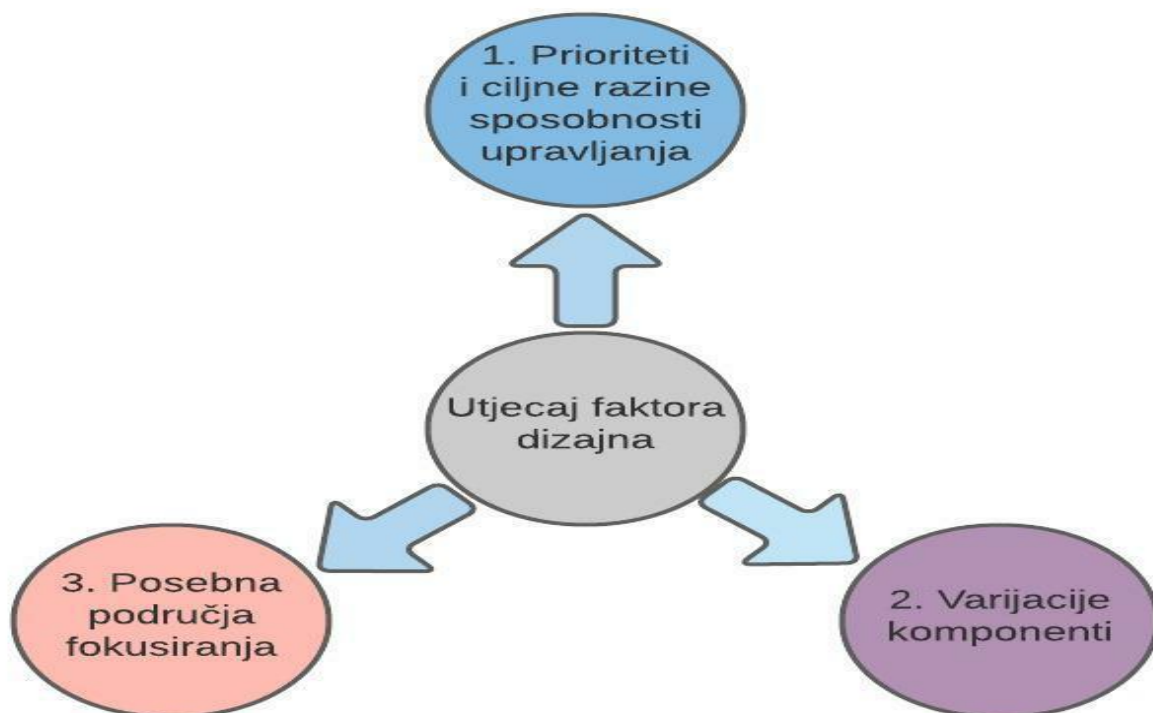 1. Prioriteti
i ciljne razine
sposobnosti
upravljanja
Utjecaj faktora
dizajna
3. Posebna
područja
fokusiranja
2. Varijacije
komponenti